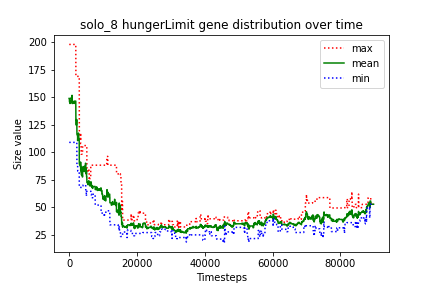 solo_8 hungerLimit gene distribution over time
200
175
150
125
100
75
50
25
Size value
max
mean
min
0
20000
40000
60000
80000
Timesteps